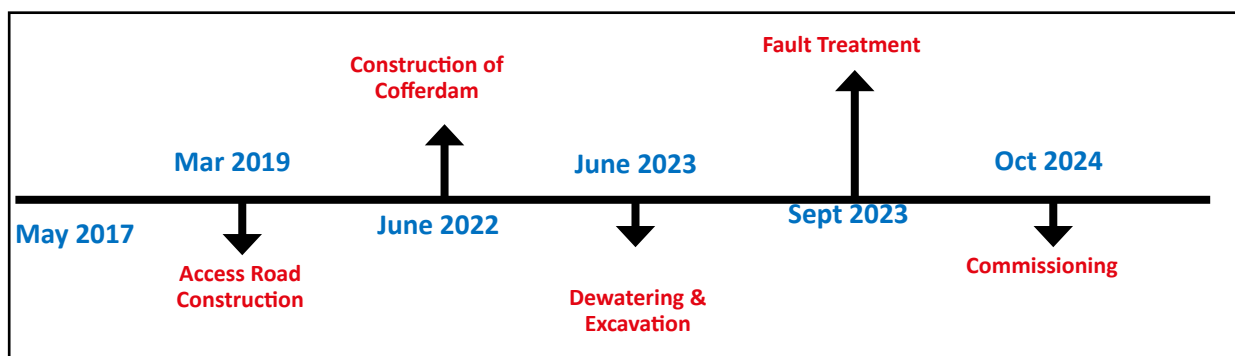 Fault Treatment
Construction of
Cofferdam
Mar 2019
June 2023
Oct 2024
May 2017
June 2022
Sept 2023
Access Road
Construction
Dewatering &
Excavation
Commissioning